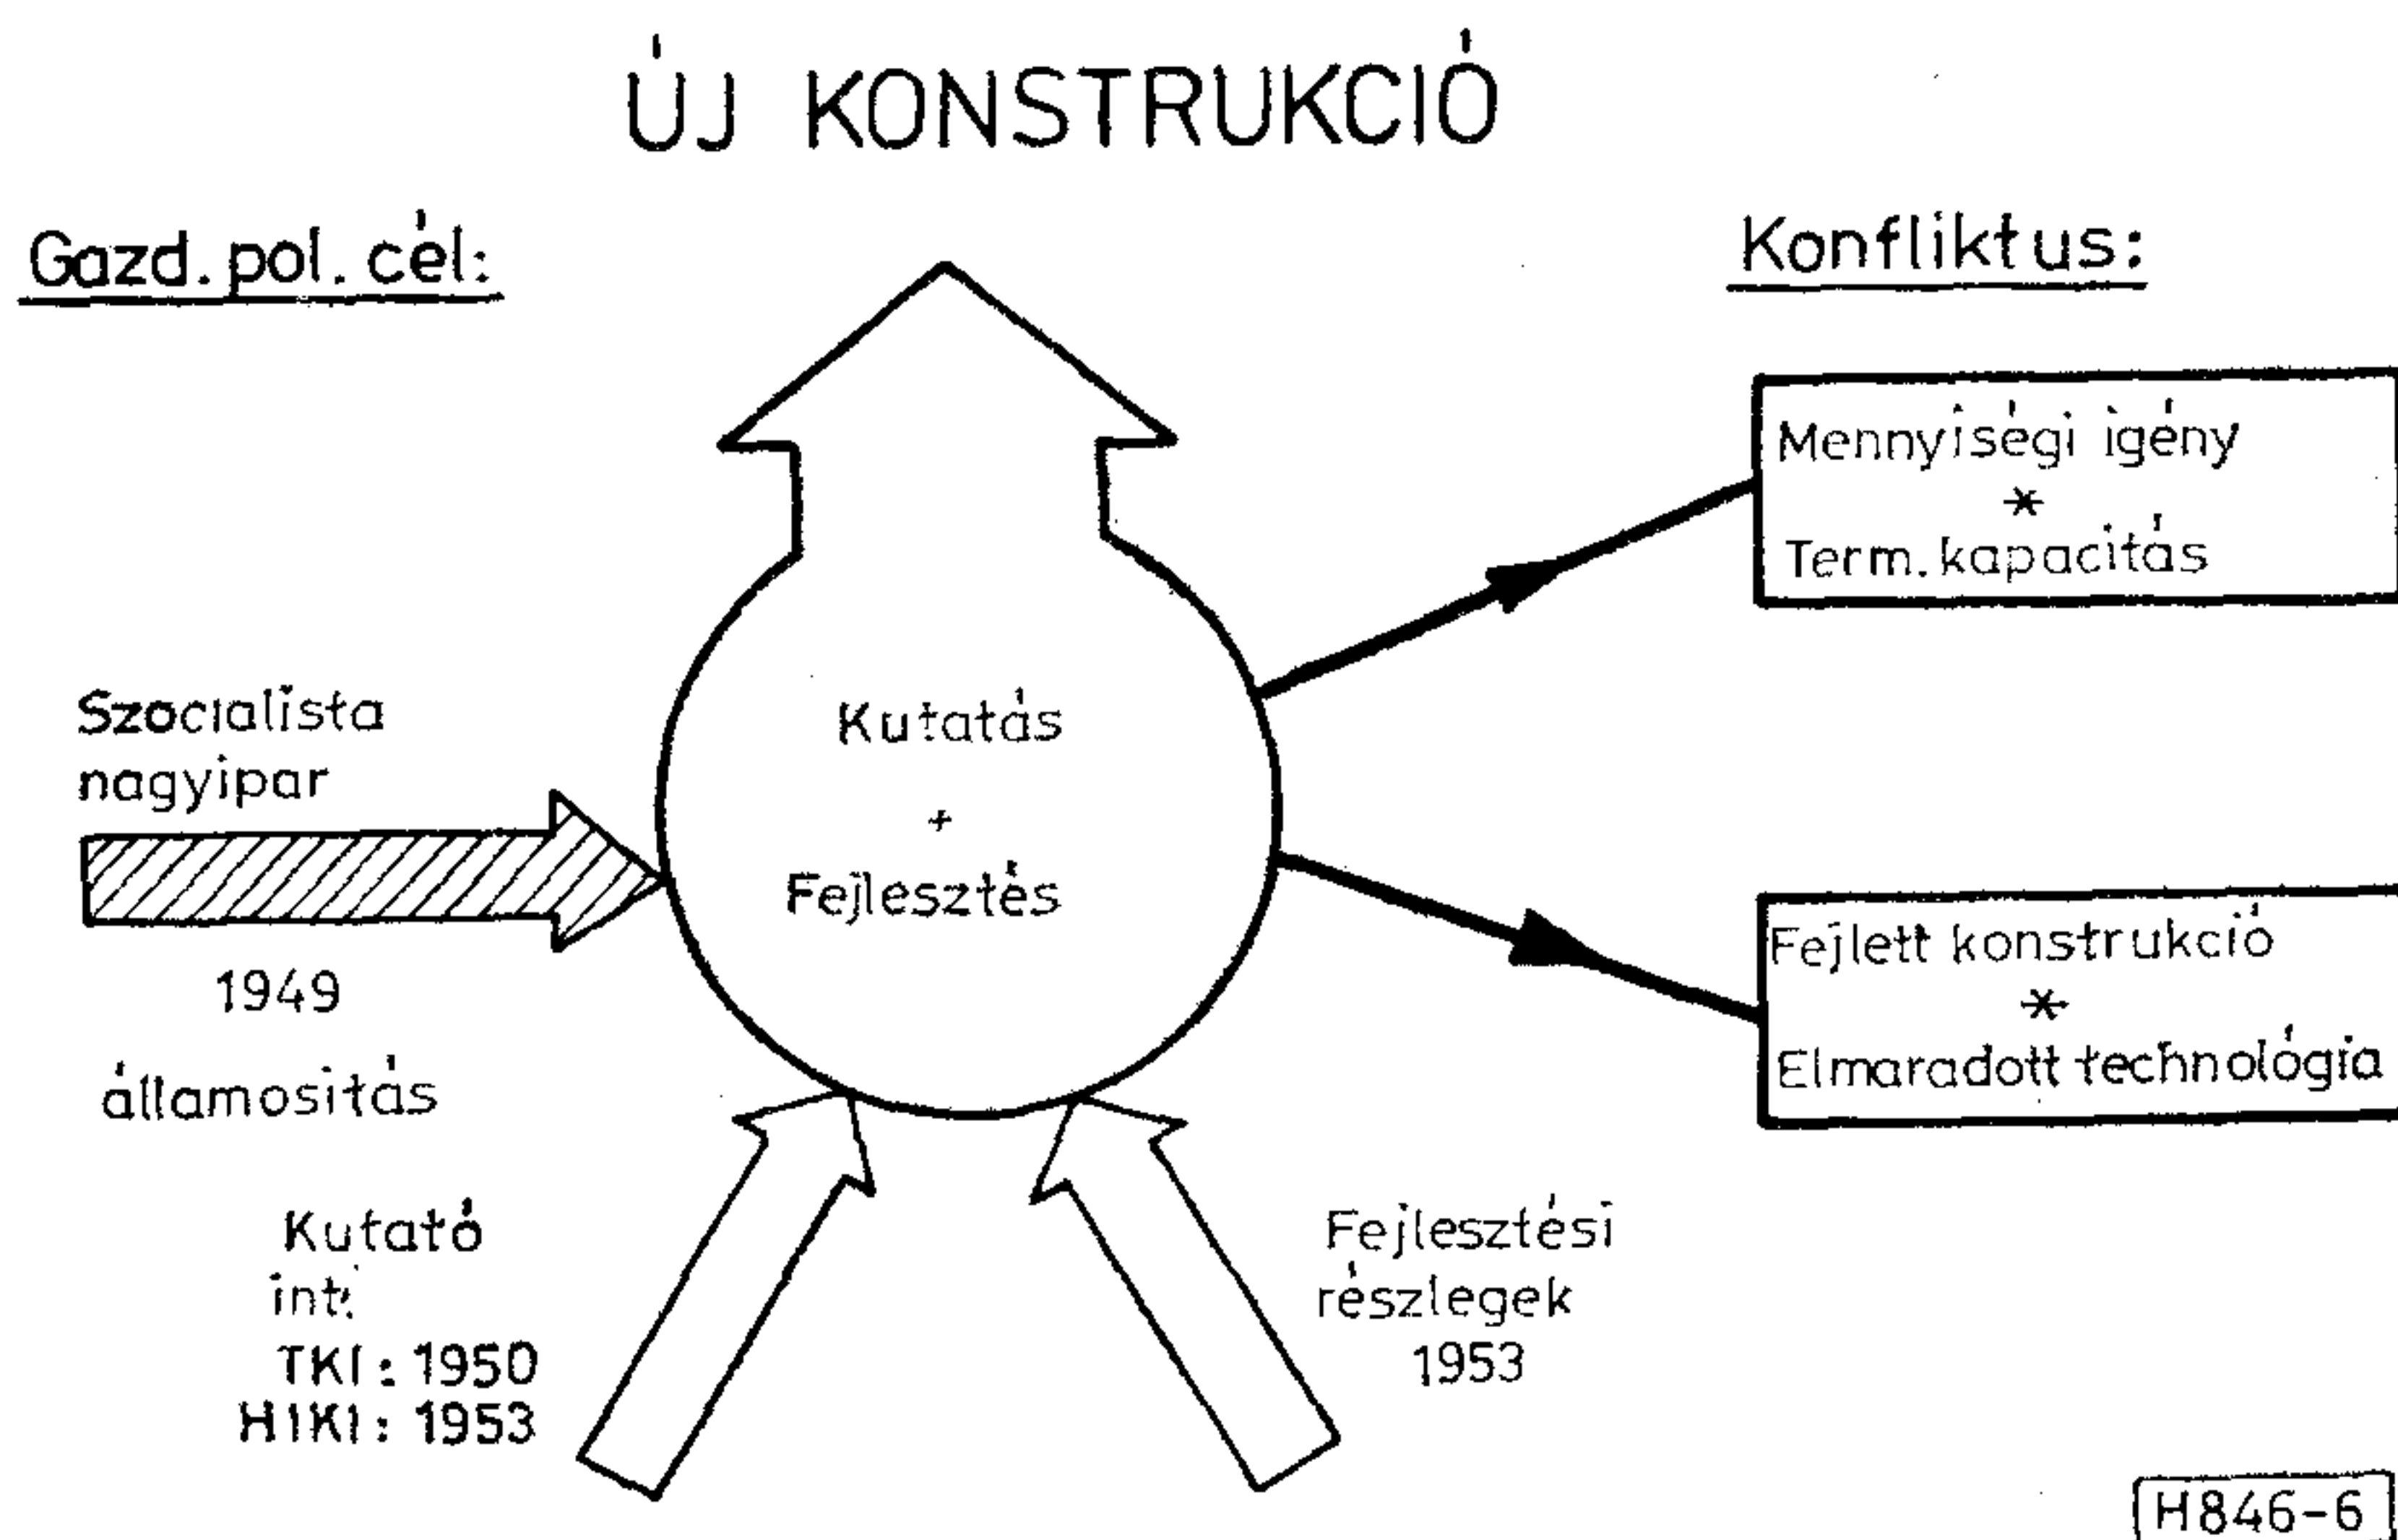 ÚJ KONSTRUKCIÓ
Gazd. pol. cél:
Konfliktus:
Mennyiségi igény
*
Term. kapacitás
Szocialista
nagyipar
Kutatás
+
Fejlesztés
1949
államositás
Fejlett konstrukció
*
Elmaradott technológia
Kutató
int.
TKI: 1950
HIKI: 1953
Fejlesztési
részlegek
1953
H846-6